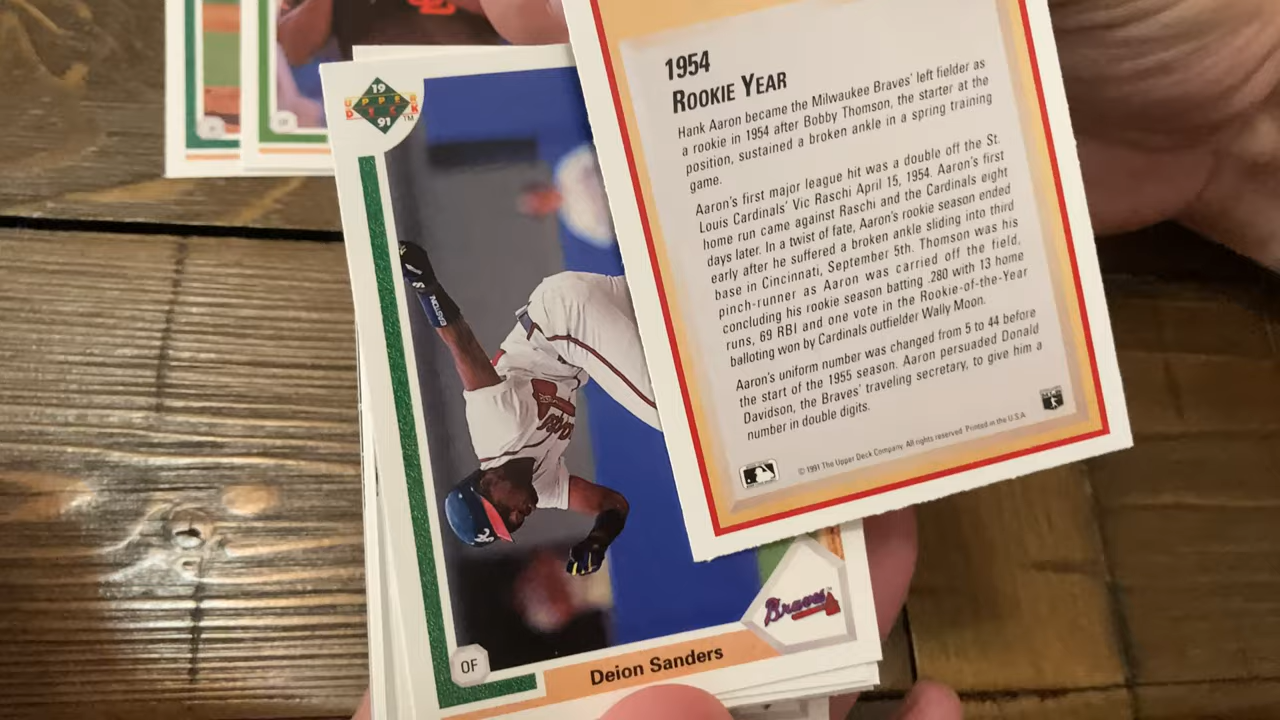 19
UPPER
DECK
91
TM
EASTON
Braves
OF
Deion Sanders
Braves
1954
ROOKIE YEAR
Hank Aaron became the Milwaukee Braves' left fielder as
a rookie in 1954 after Bobby Thomson, the starter at the
position, sustained a broken ankle in a spring training
game.
Aaron's first major league hit was a double off the St.
Louis Cardinals' Vic Raschi April 15, 1954. Aaron's first
home run came against Raschi and the Cardinals eight
days later. In a twist of fate, Aaron's rookie season ended
early after he suffered a broken ankle sliding into third
base in Cincinnati, September 5th. Thomson was his
pinch-runner as Aaron was carried off the field,
concluding his rookie season batting .280 with 13 home
runs, 69 RBI and one vote in the Rookie-of-the-Year
balloting won by Cardinals outfielder Wally Moon.
Aaron's uniform number was changed from 5 to 44 before
the start of the 1955 season. Aaron persuaded Donald
Davidson, the Braves' traveling secretary, to give him a
number in double digits.
© 1991 The Upper Deck Company. All rights reserved. Printed in the U.S.A.